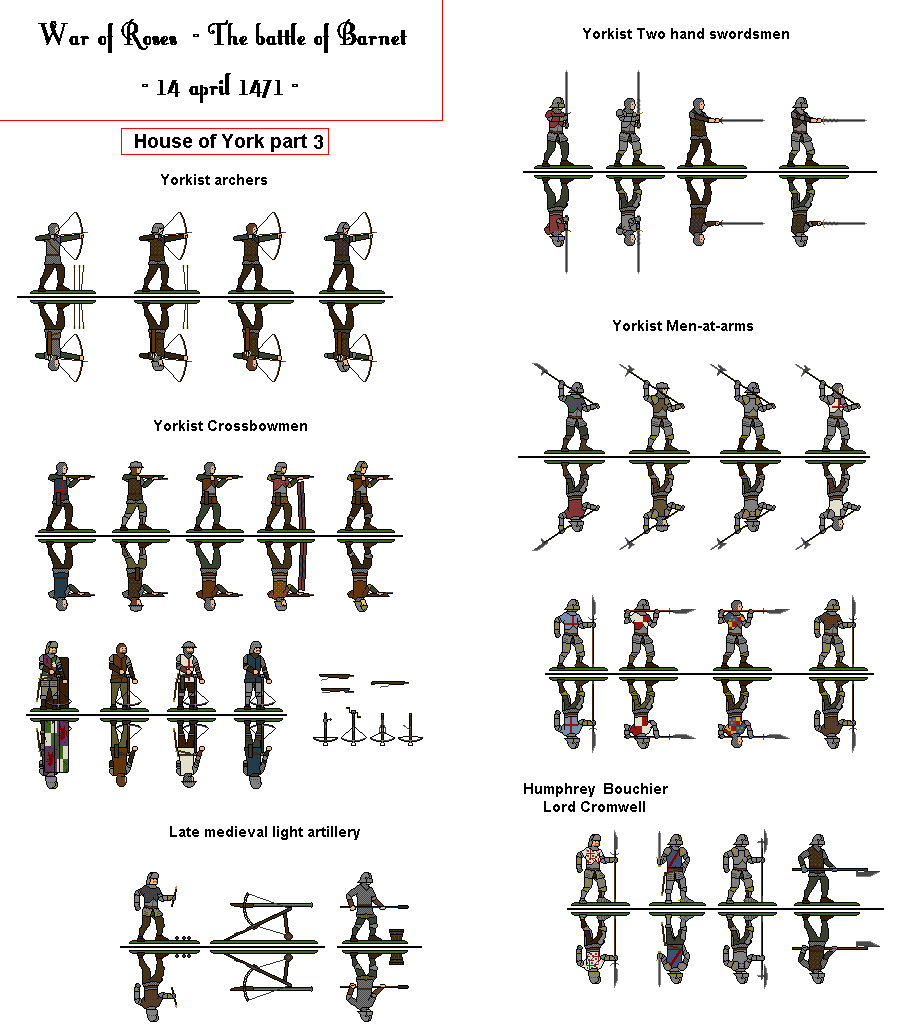 War of Roses - The battle of Barnet
- 14 april 1471 -
House of York part 3
Yorkist archers
Yorkist Crossbowmen
Late medieval light artillery
Yorkist Two hand swordsmen
Yorkist Men-at-arms
Humphrey Bouchier
Lord Cromwell